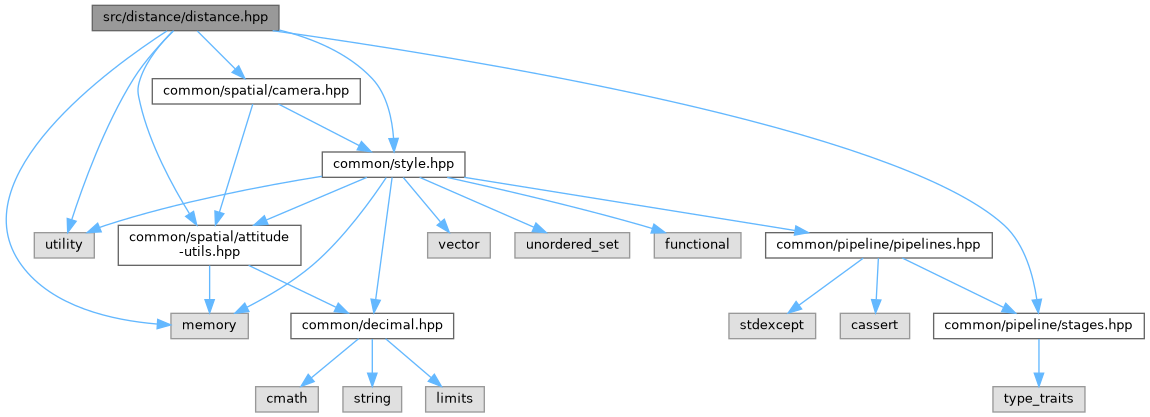 src/distance/distance.hpp
common/spatial/camera.hpp
common/style.hpp
utility
common/spatial/attitude
-utils.hpp
vector
unordered_set
functional
common/pipeline/pipelines.hpp
memory
common/decimal.hpp
stdexcept
cassert
common/pipeline/stages.hpp
cmath
string
limits
type_traits